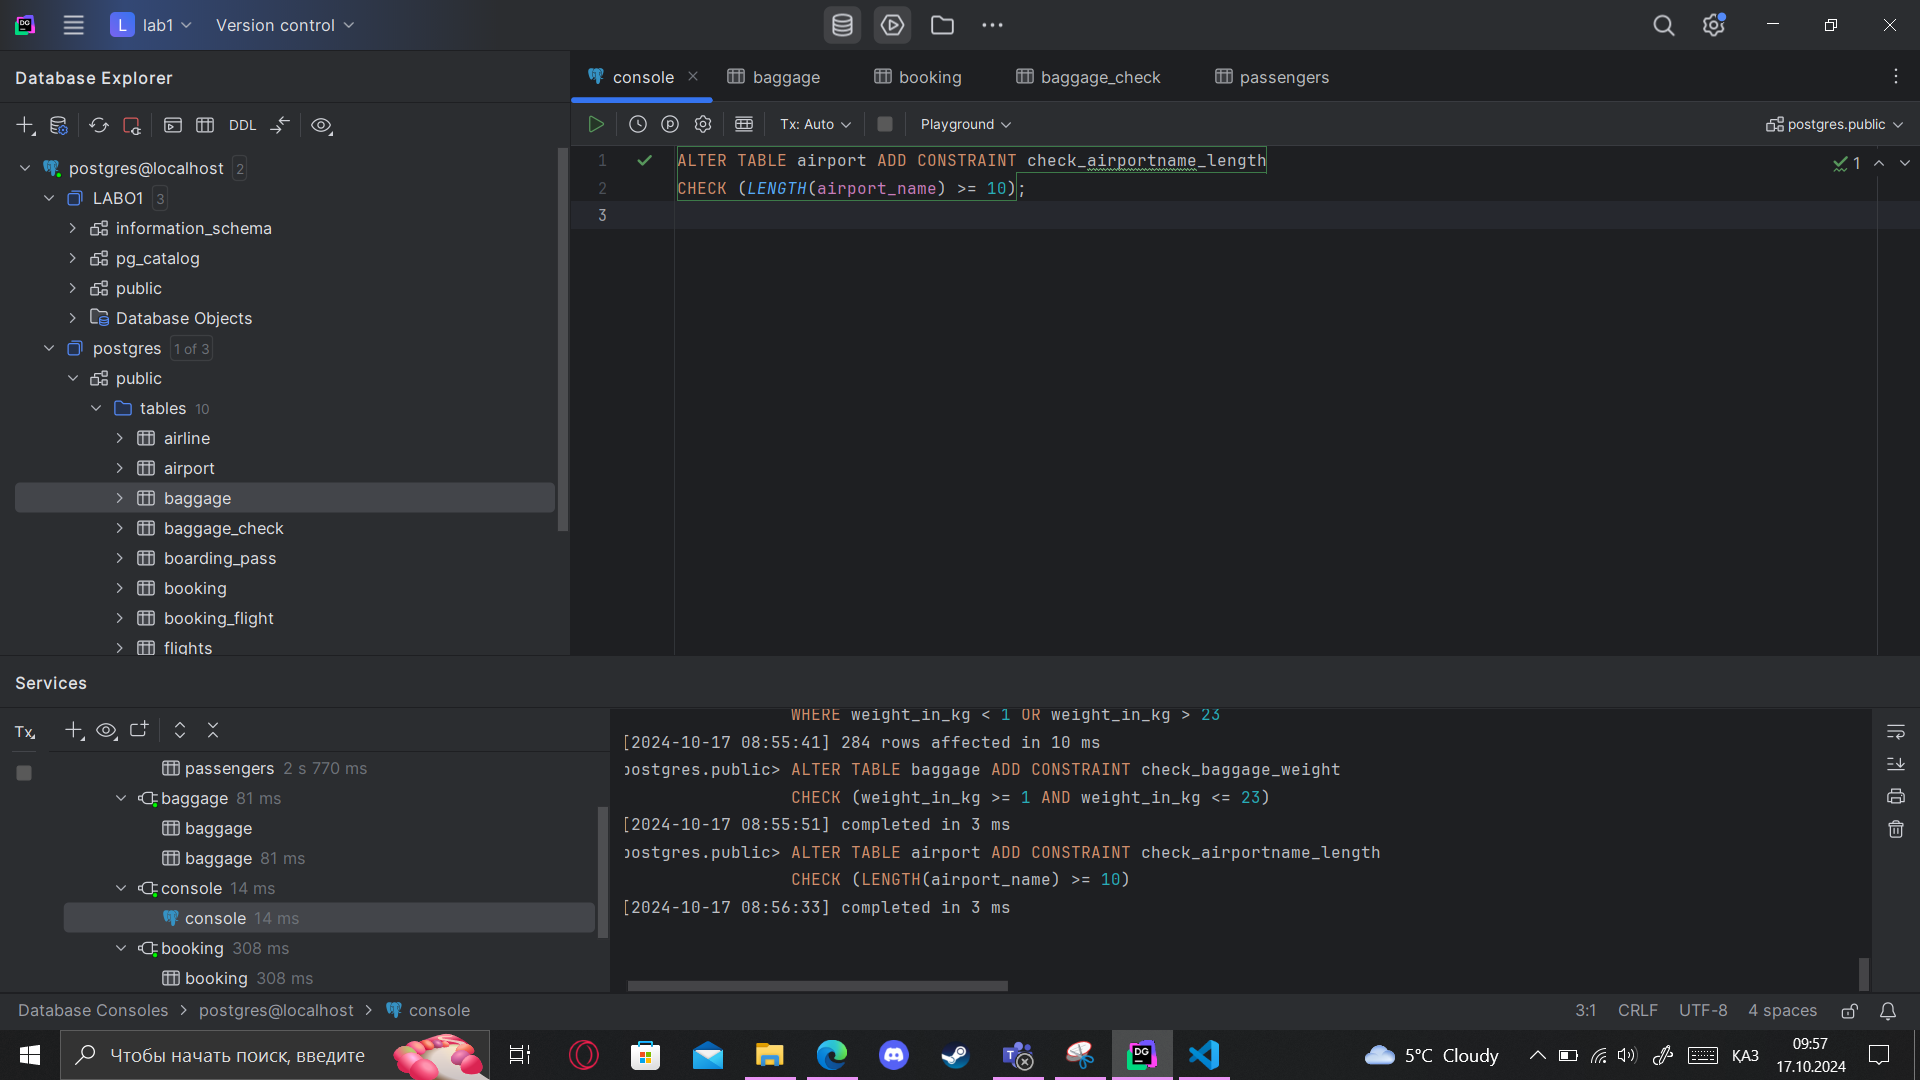 L lab1 Version control
Database Explorer
console baggage booking baggage_check passengers
DDL
Tx: Auto Playground postgres.public
postgres@localhost 2
LABO1 3
information_schema
pg_catalog
public
Database Objects
postgres 1 of 3
public
tables 10
airline
airport
baggage
baggage_check
boarding_pass
booking
booking_flight
flights
1 ALTER TABLE airport ADD CONSTRAINT check_airportname_length
2 CHECK (LENGTH(airport_name) >= 10);
3
1
Services
Tx
passengers 2 s 770 ms
baggage 81 ms
baggage
baggage 81 ms
console 14 ms
console 14 ms
booking 308 ms
booking 308 ms
WHERE weight_in_kg < 1 OR weight_in_kg > 23
[2024-10-17 08:55:41] 284 rows affected in 10 ms
postgres.public> ALTER TABLE baggage ADD CONSTRAINT check_baggage_weight
CHECK (weight_in_kg >= 1 AND weight_in_kg <= 23)
[2024-10-17 08:55:51] completed in 3 ms
postgres.public> ALTER TABLE airport ADD CONSTRAINT check_airportname_length
CHECK (LENGTH(airport_name) >= 10)
[2024-10-17 08:56:33] completed in 3 ms
Database Consoles > postgres@localhost > console
3:1 CRLF UTF-8 4 spaces
Чтобы начать поиск, введите
DG
5°C Cloudy
ҚАЗ
09:57
17.10.2024